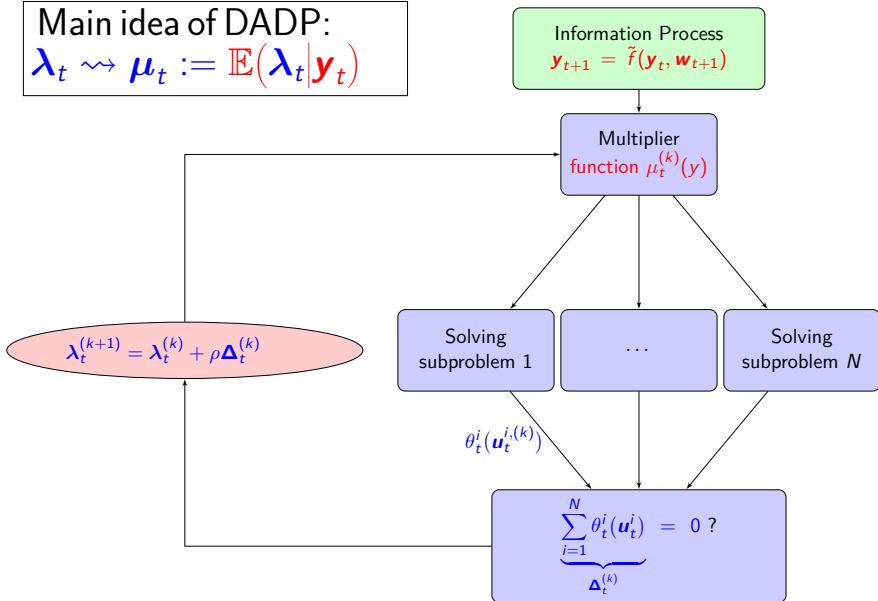 Main idea of DADP:
λ_t ⇝ μ_t := 𝔼(λ_t|y_t)
Information Process
y_{t+1} = f̃(y_t, w_{t+1})
Multiplier
function μ_t^{(k)}(y)
Solving
subproblem 1
...
Solving
subproblem N
λ_t^{(k+1)} = λ_t^{(k)} + ρΔ_t^{(k)}
θ_t^i(u_t^{i,(k)})
∑_{i=1}^{N} θ_t^i(u_t^i) = 0 ?
Δ_t^{(k)}